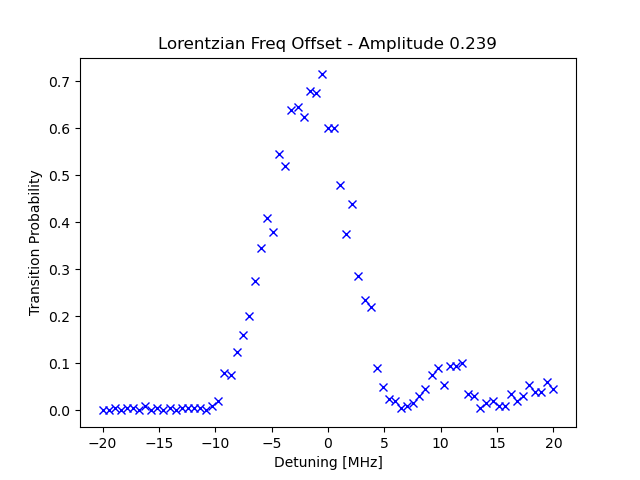 Lorentzian Freq Offset - Amplitude 0.239
Transition Probability
0.7
0.6
0.5
0.4
0.3
0.2
0.1
0.0
−20 −15 −10 −5 0 5 10 15 20
Detuning [MHz]